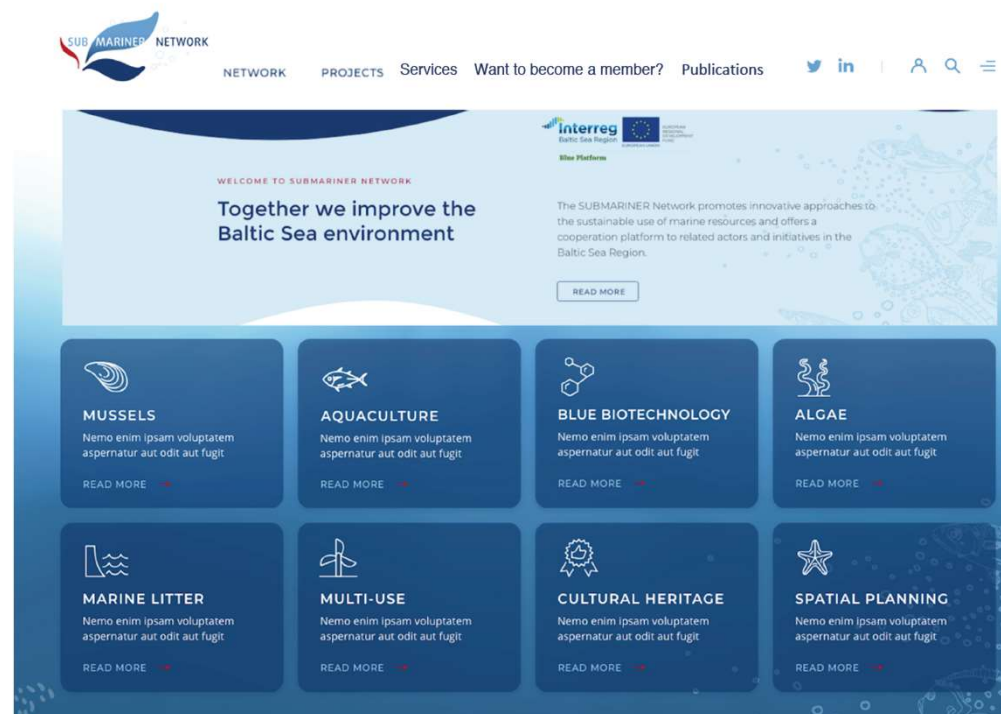 SUB MARINER NETWORK
NETWORK PROJECTS Services Want to become a member? Publications
in
Interreg
Baltic Sea Region
EUROPEAN UNION
EUROPEAN
REGIONAL
DEVELOPMENT
FUND
Blue Platform
WELCOME TO SUBMARINER NETWORK
Together we improve the
Baltic Sea environment
The SUBMARINER Network promotes innovative approaches to
the sustainable use of marine resources and offers a
cooperation platform to related actors and initiatives in the
Baltic Sea Region.
READ MORE
MUSSELS
Nemo enim ipsam voluptatem
aspernatur aut odit aut fugit
READ MORE
AQUACULTURE
Nemo enim ipsam voluptatem
aspernatur aut odit aut fugit
READ MORE
BLUE BIOTECHNOLOGY
Nemo enim ipsam voluptatem
aspernatur aut odit aut fugit
READ MORE
ALGAE
Nemo enim ipsam voluptatem
aspernatur aut odit aut fugit
READ MORE
MARINE LITTER
Nemo enim ipsam voluptatem
aspernatur aut odit aut fugit
READ MORE
MULTI-USE
Nemo enim ipsam voluptatem
aspernatur aut odit aut fugit
READ MORE
CULTURAL HERITAGE
Nemo enim ipsam voluptatem
aspernatur aut odit aut fugit
READ MORE
SPATIAL PLANNING
Nemo enim ipsam voluptatem
aspernatur aut odit aut fugit
READ MORE